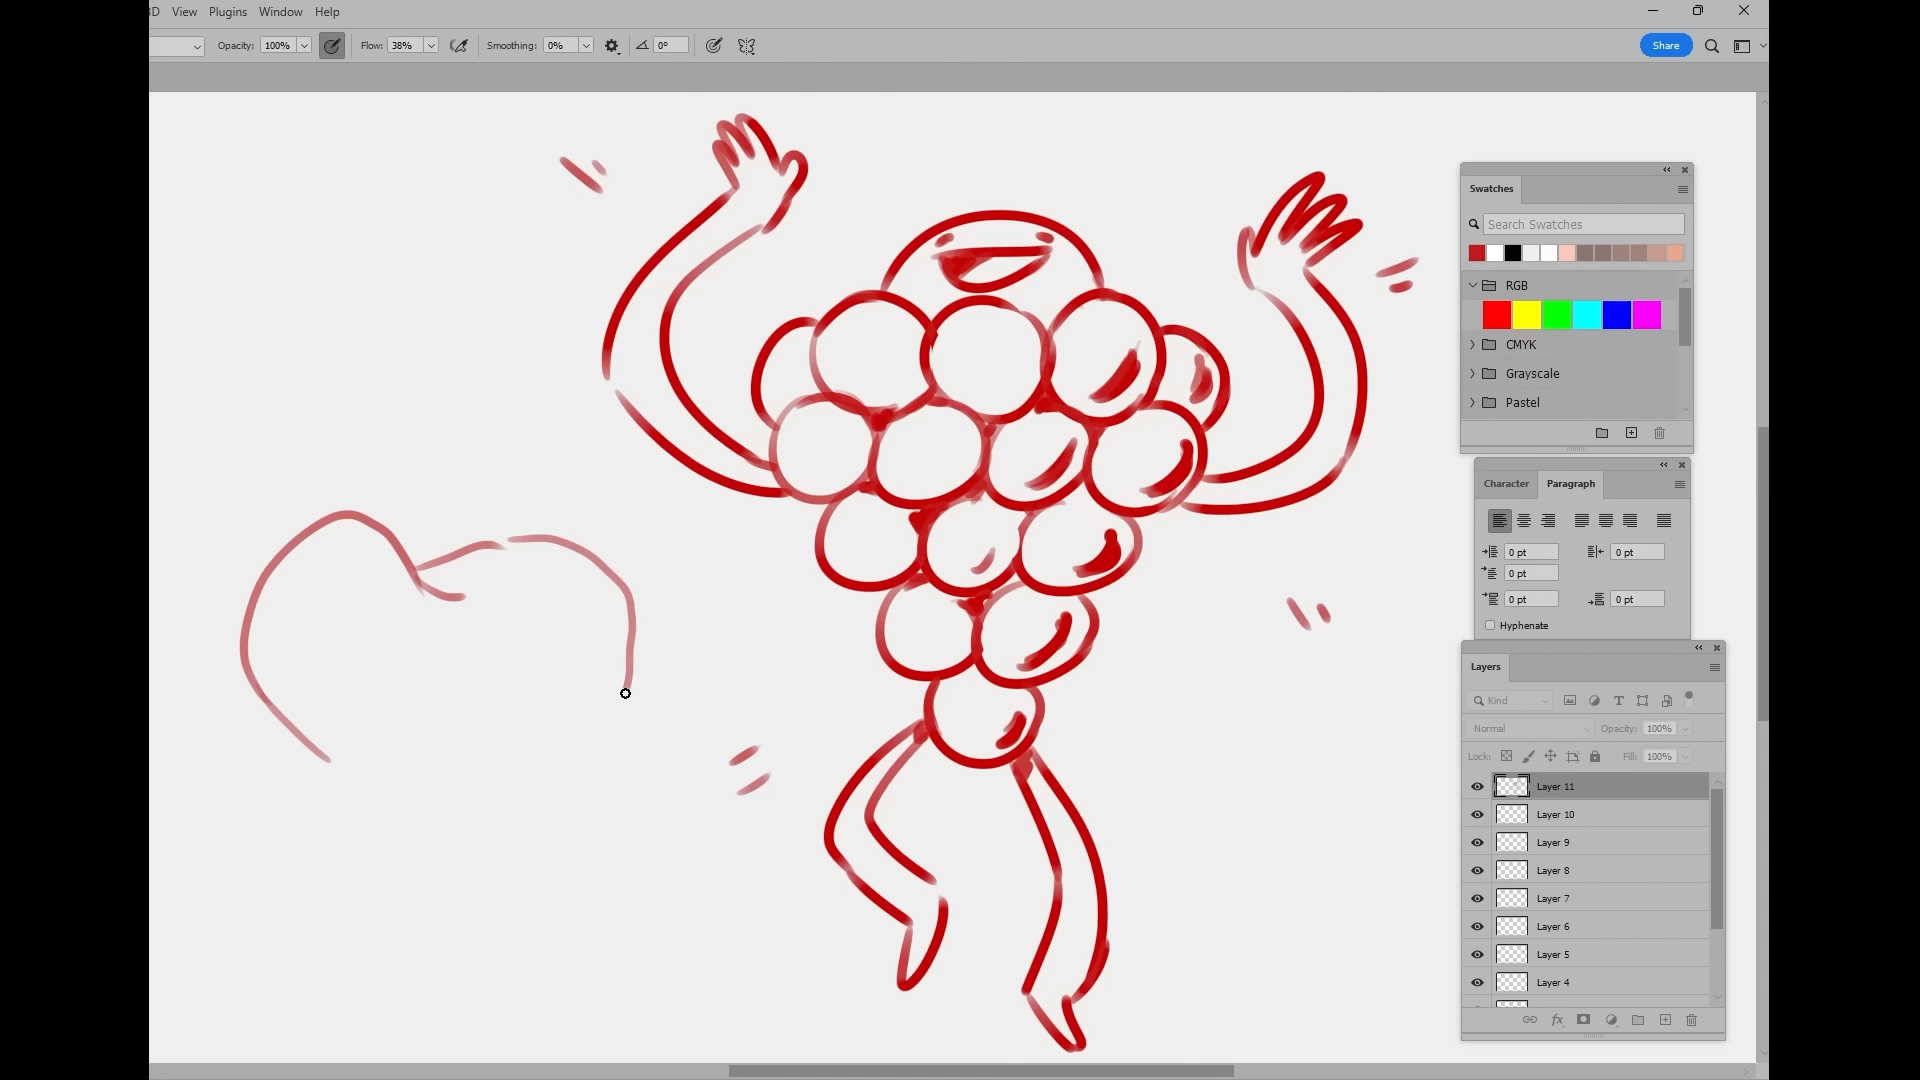 3D View Plugins Window Help
Opacity: 100% Flow: 38% Smoothing: 0% 0°
Share
Swatches
Search Swatches
RGB
CMYK
Grayscale
Pastel
Character Paragraph
0 pt 0 pt
0 pt
0 pt 0 pt
Hyphenate
Layers
Kind
Normal Opacity: 100%
Lock: Fill: 100%
Layer 11
Layer 10
Layer 9
Layer 8
Layer 7
Layer 6
Layer 5
Layer 4